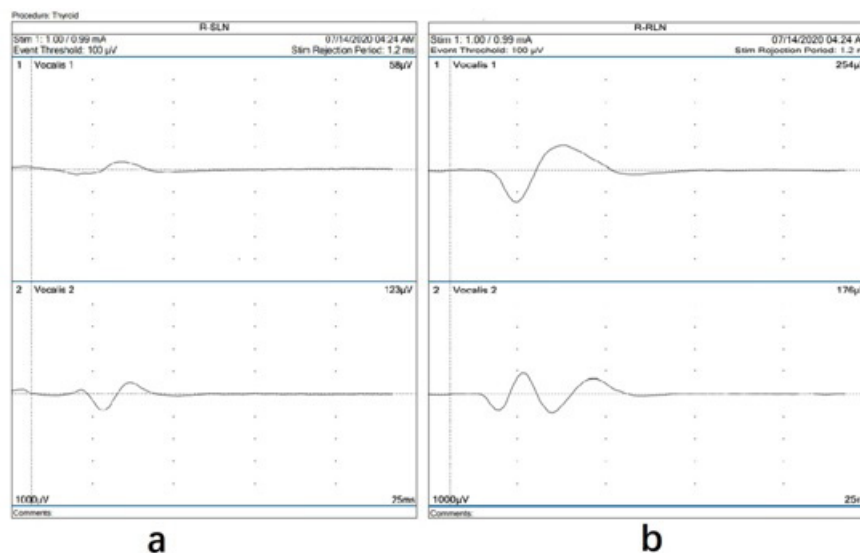 Procedure: Thyroid
R-SLN
Stim 1: 1.00 / 0.99 mA 07/14/2020 04:24 AM
Event Threshold: 100 µV Stim Rejection Period: 1.2 ms
1 Vocalis 1 58µV
2 Vocalis 2 123µV
1000µV 25ms
Comments:
a
R-RLN
Stim 1: 1.00 / 0.99 mA 07/14/2020 04:24 A
Event Threshold: 100 µV Stim Rejection Period: 1.2 m
1 Vocalis 1 254µ
2 Vocalis 2 176µ
1000µV 25m
Comments:
b